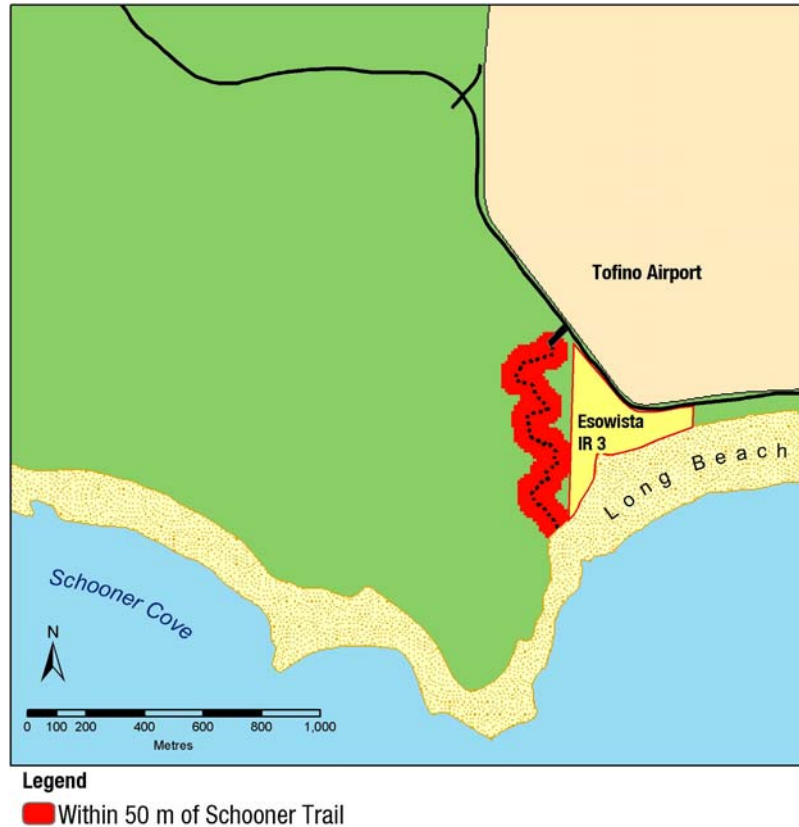 Tofino Airport
Esowista
IR 3
Long Beach
Schooner Cove
N
0 100 200 400 600 800 1,000
Metres
Legend
Within 50 m of Schooner Trail